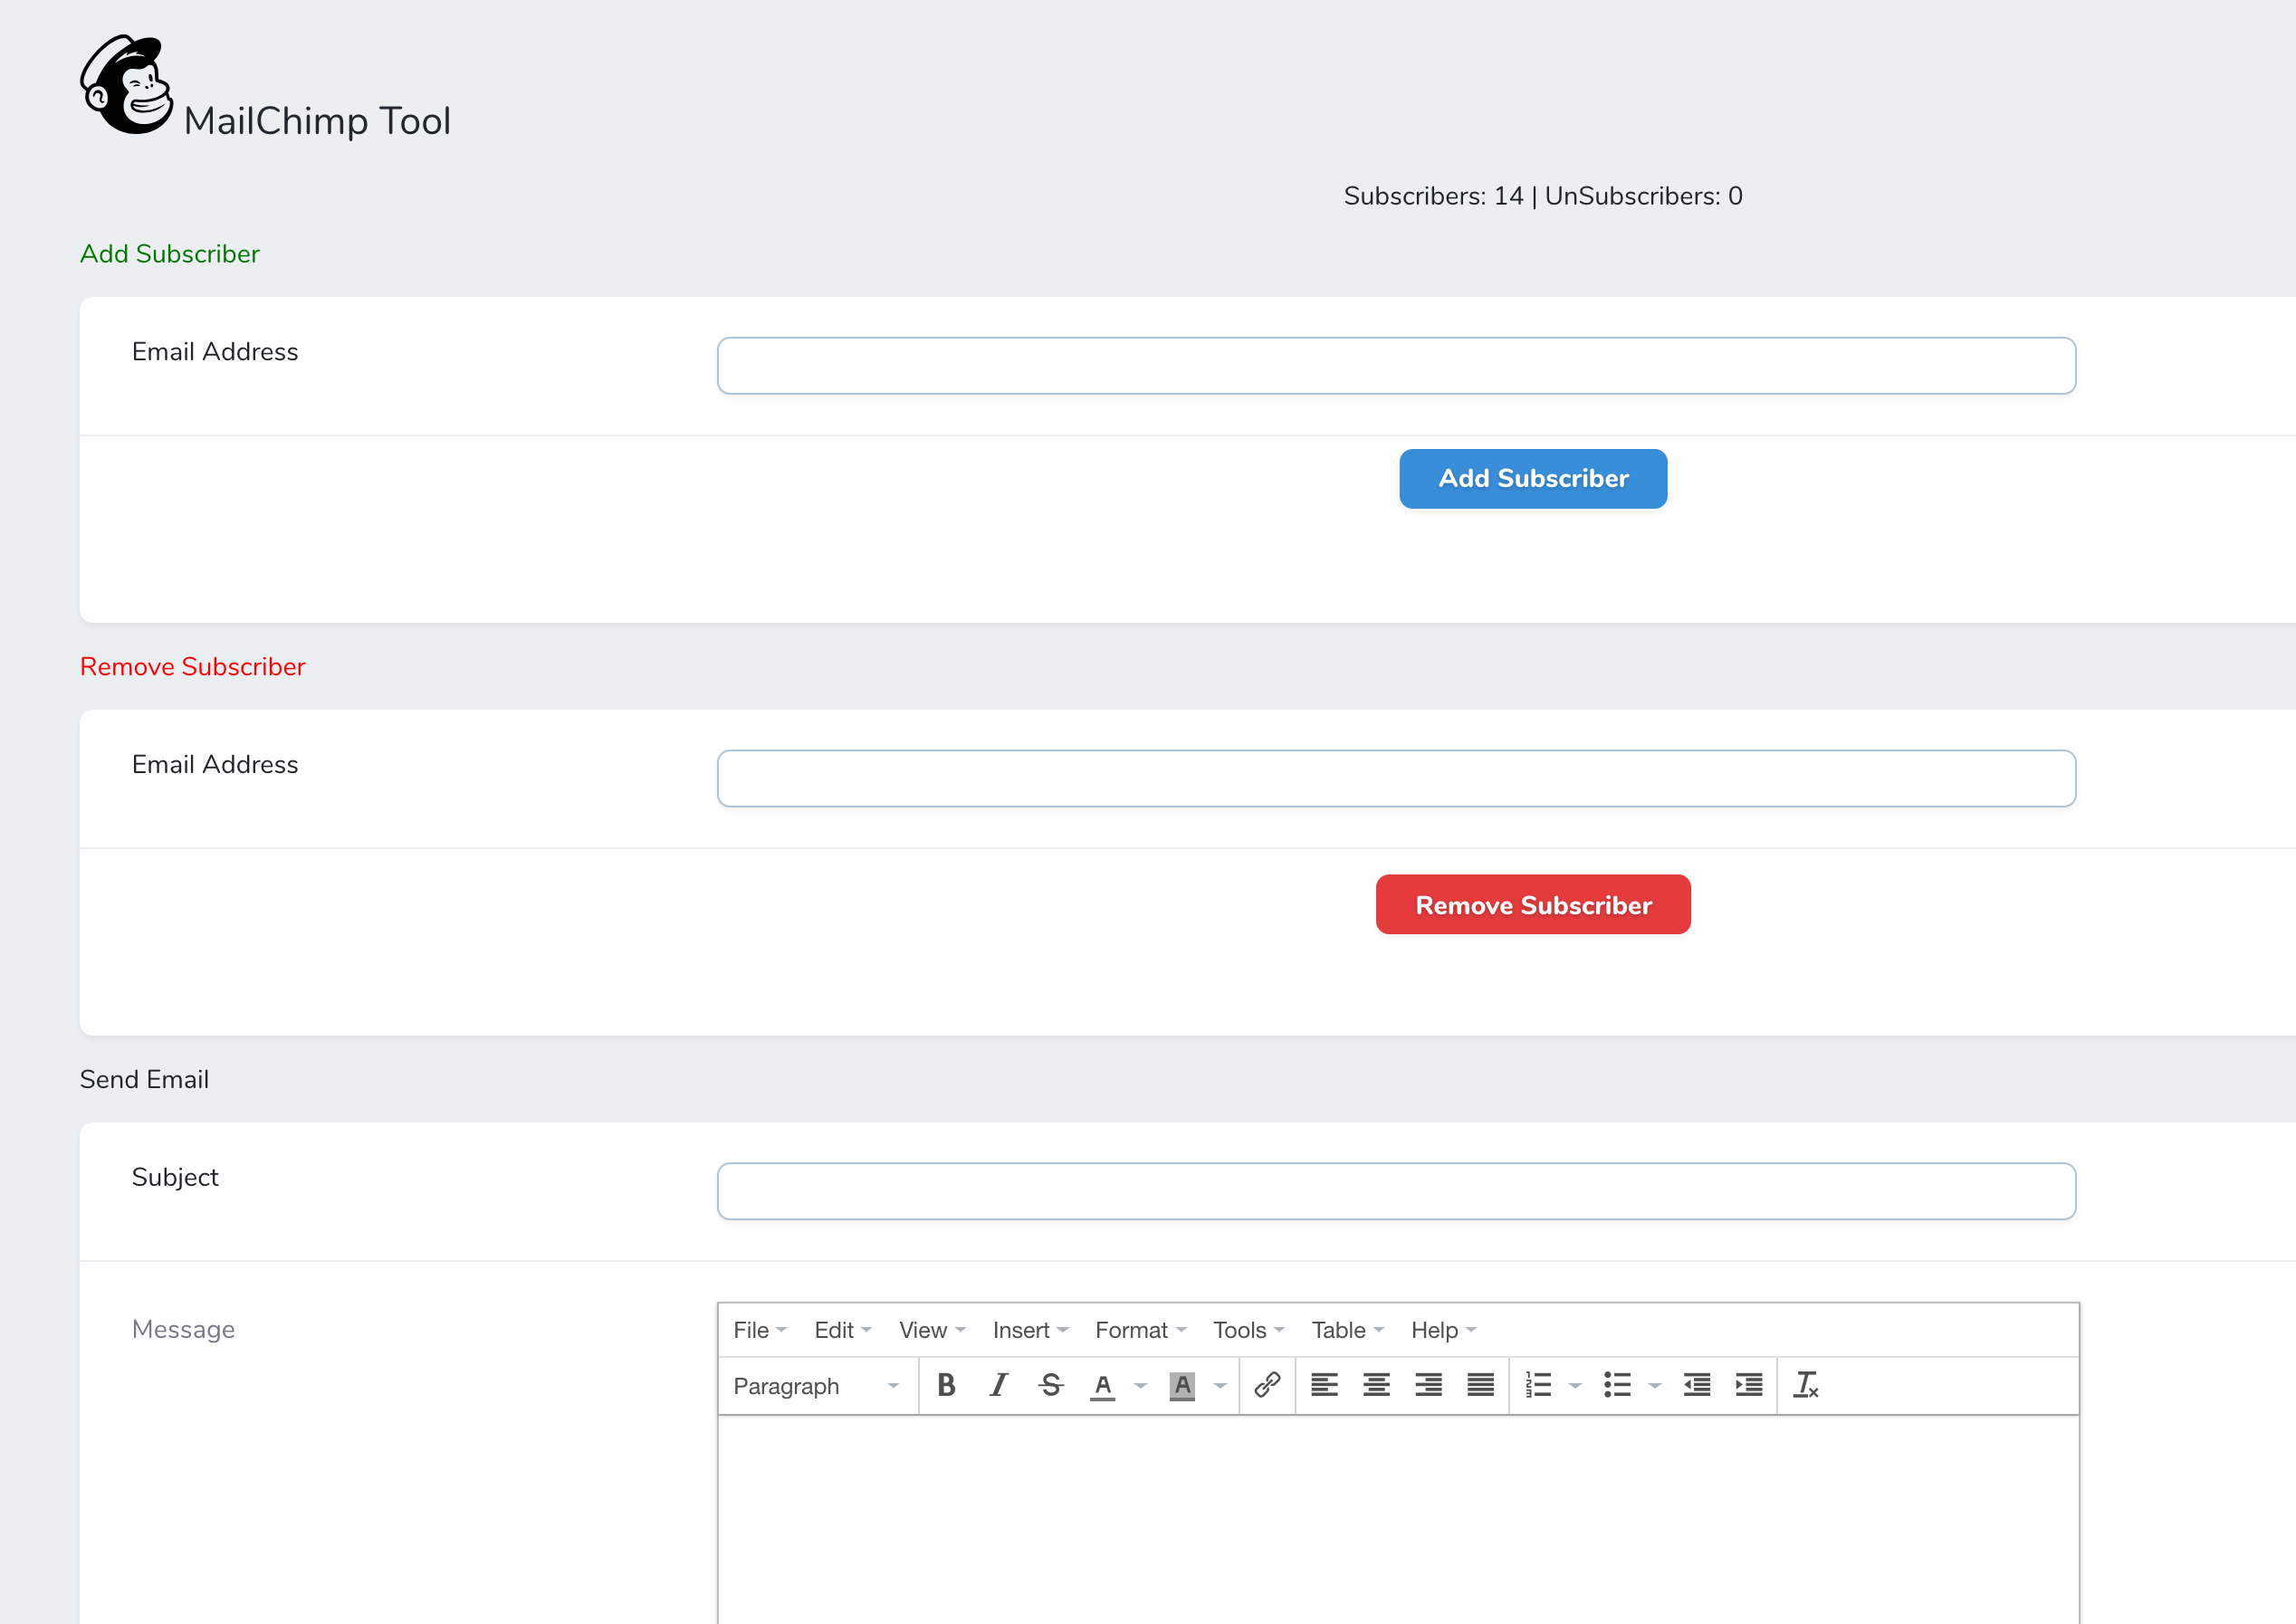 MailChimp Tool
Subscribers: 14 | UnSubscribers: 0
Add Subscriber
Email Address
Add Subscriber
Remove Subscriber
Email Address
Remove Subscriber
Send Email
Subject
Message
File Edit View Insert Format Tools Table Help
Paragraph